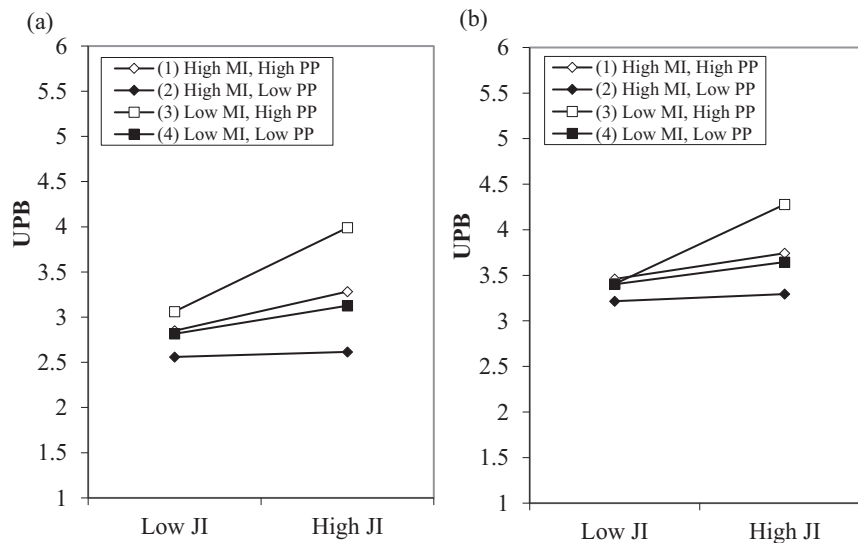 (a)
6
5.5
5
4.5
4
3.5
3
2.5
2
1.5
1
UPB
(1) High MI, High PP
(2) High MI, Low PP
(3) Low MI, High PP
(4) Low MI, Low PP
Low JI High JI
(b)
6
5.5
5
4.5
4
3.5
3
2.5
2
1.5
1
UPB
(1) High MI, High PP
(2) High MI, Low PP
(3) Low MI, High PP
(4) Low MI, Low PP
Low JI High JI